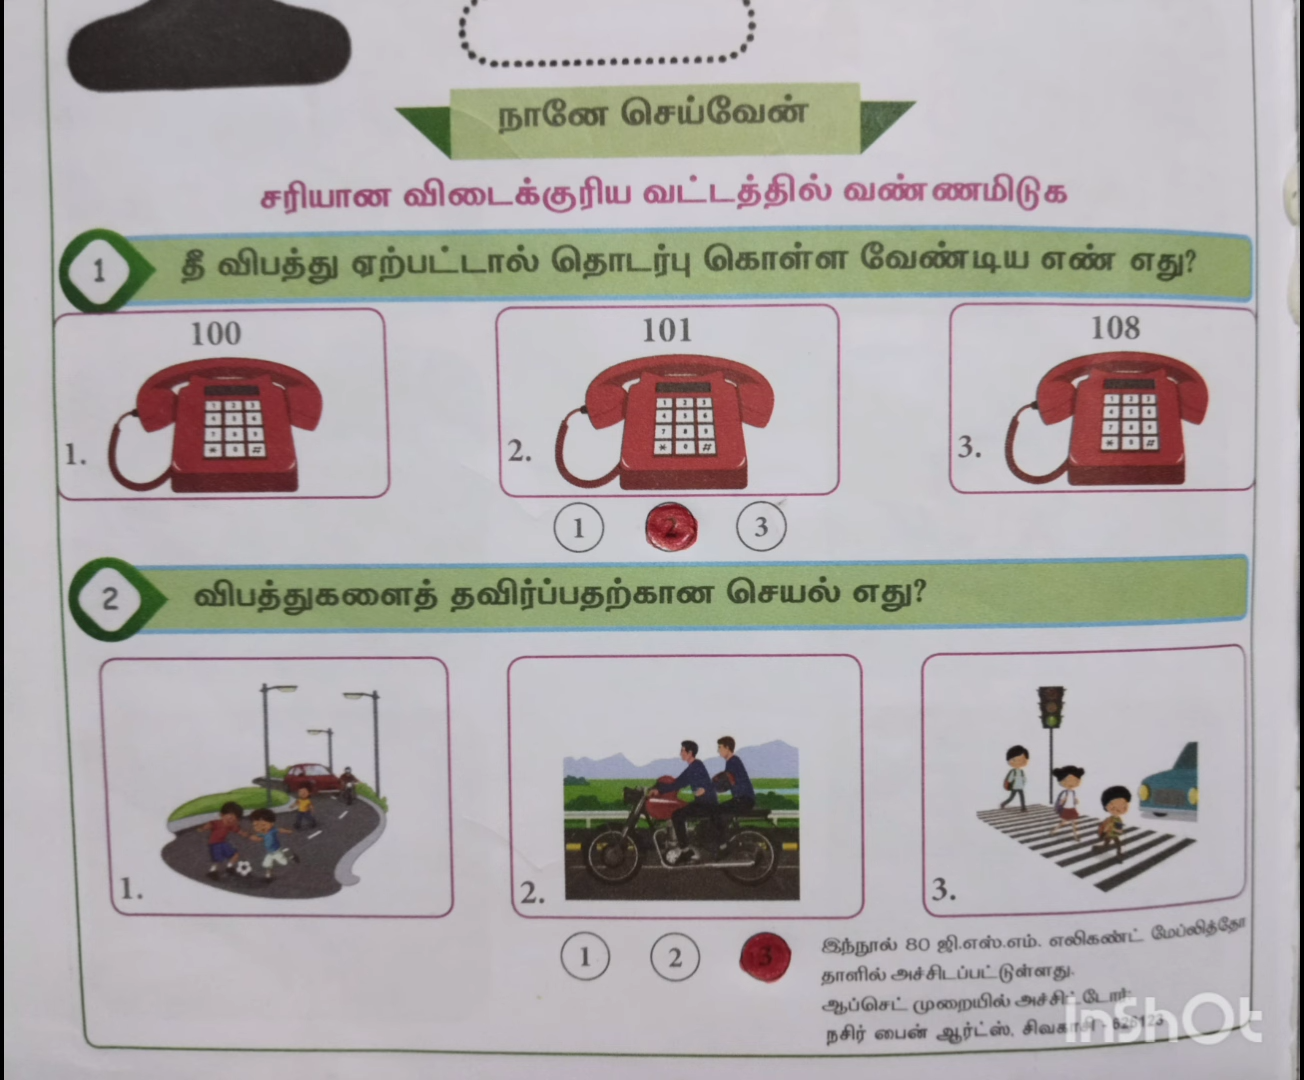 நானே செய்வேன்
சரியான விடைக்குரிய வட்டத்தில் வண்ணமிடுக
1 தீ விபத்து ஏற்பட்டால் தொடர்பு கொள்ள வேண்டிய எண் எது?
100 101 108
1. 2. 3.
1 2 3
2 விபத்துகளைத் தவிர்ப்பதற்கான செயல் எது?
1. 2. 3.
1 2 3
இந்நூல் 80 ஜி.எஸ்.எம். எலிகண்ட் மேப்லித்தோ
தாளில் அச்சிடப்பட்டுள்ளது.
ஆப்செட் முறையில் அச்சிட்டோர்:
நசிர் பைன் ஆர்ட்ஸ், சிவகாசி - 626123
InShOt